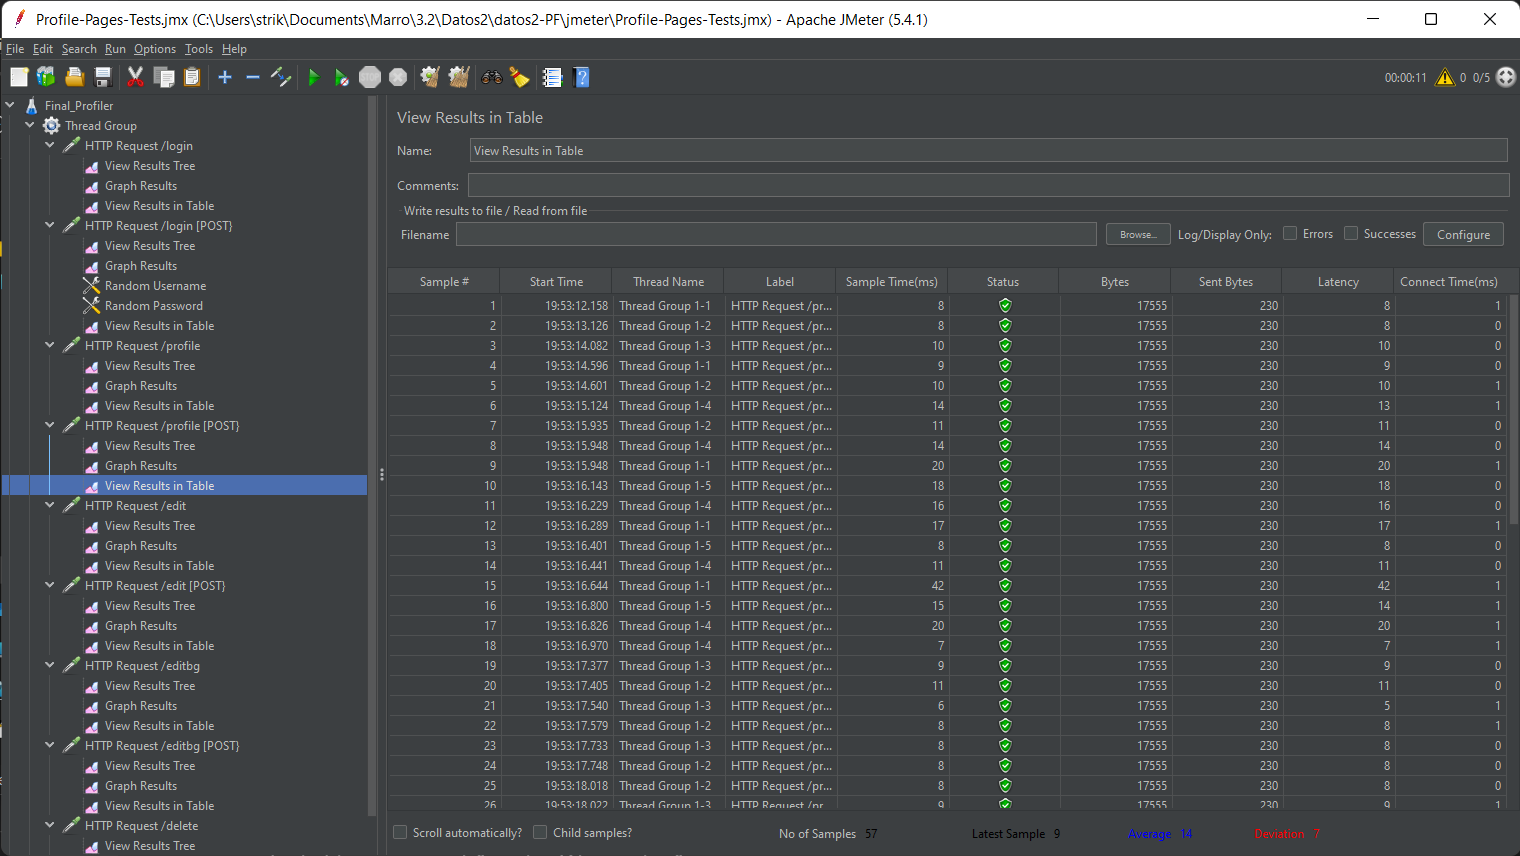 Profile-Pages-Tests.jmx (C:\Users\strik\Documents\Marro\3.2\Datos2\datos2-PF\jmeter\Profile-Pages-Tests.jmx) - Apache JMeter (5.4.1)
File Edit Search Run Options Tools Help
STOP 00:00:11 0 0/5
Final_Profiler
Thread Group
HTTP Request /login
View Results Tree
Graph Results
View Results in Table
HTTP Request /login [POST}
View Results Tree
Graph Results
Random Username
Random Password
View Results in Table
HTTP Request /profile
View Results Tree
Graph Results
View Results in Table
HTTP Request /profile [POST}
View Results Tree
Graph Results
View Results in Table
HTTP Request /edit
View Results Tree
Graph Results
View Results in Table
HTTP Request /edit [POST}
View Results Tree
Graph Results
View Results in Table
HTTP Request /editbg
View Results Tree
Graph Results
View Results in Table
HTTP Request /editbg [POST}
View Results Tree
Graph Results
View Results in Table
HTTP Request /delete
View Results Tree
View Results in Table
Name: View Results in Table
Comments:
Write results to file / Read from file
Filename Browse... Log/Display Only: Errors Successes Configure
Sample # Start Time Thread Name Label Sample Time(ms) Status Bytes Sent Bytes Latency Connect Time(ms)
1 19:53:12.158 Thread Group 1-1 HTTP Request /pr... 8 17555 230 8 1
2 19:53:13.126 Thread Group 1-2 HTTP Request /pr... 8 17555 230 8 0
3 19:53:14.082 Thread Group 1-3 HTTP Request /pr... 10 17555 230 10 0
4 19:53:14.596 Thread Group 1-1 HTTP Request /pr... 9 17555 230 9 0
5 19:53:14.601 Thread Group 1-2 HTTP Request /pr... 10 17555 230 10 1
6 19:53:15.124 Thread Group 1-4 HTTP Request /pr... 14 17555 230 13 1
7 19:53:15.935 Thread Group 1-2 HTTP Request /pr... 11 17555 230 11 0
8 19:53:15.948 Thread Group 1-4 HTTP Request /pr... 14 17555 230 14 0
9 19:53:15.948 Thread Group 1-1 HTTP Request /pr... 20 17555 230 20 1
10 19:53:16.143 Thread Group 1-5 HTTP Request /pr... 18 17555 230 18 0
11 19:53:16.229 Thread Group 1-4 HTTP Request /pr... 16 17555 230 16 0
12 19:53:16.289 Thread Group 1-1 HTTP Request /pr... 17 17555 230 17 1
13 19:53:16.401 Thread Group 1-5 HTTP Request /pr... 8 17555 230 8 0
14 19:53:16.441 Thread Group 1-4 HTTP Request /pr... 11 17555 230 11 0
15 19:53:16.644 Thread Group 1-1 HTTP Request /pr... 42 17555 230 42 1
16 19:53:16.800 Thread Group 1-5 HTTP Request /pr... 15 17555 230 14 1
17 19:53:16.826 Thread Group 1-4 HTTP Request /pr... 20 17555 230 20 1
18 19:53:16.970 Thread Group 1-4 HTTP Request /pr... 7 17555 230 7 1
19 19:53:17.377 Thread Group 1-3 HTTP Request /pr... 9 17555 230 9 0
20 19:53:17.405 Thread Group 1-2 HTTP Request /pr... 11 17555 230 11 0
21 19:53:17.540 Thread Group 1-3 HTTP Request /pr... 6 17555 230 5 1
22 19:53:17.579 Thread Group 1-2 HTTP Request /pr... 8 17555 230 8 1
23 19:53:17.733 Thread Group 1-3 HTTP Request /pr... 8 17555 230 8 0
24 19:53:17.748 Thread Group 1-2 HTTP Request /pr... 8 17555 230 8 0
25 19:53:18.018 Thread Group 1-2 HTTP Request /pr... 8 17555 230 8 0
26 19:53:18.022 Thread Group 1-3 HTTP Request /pr... 9 17555 230 9 1
Scroll automatically? Child samples? No of Samples 57 Latest Sample 9 Average 14 Deviation 7